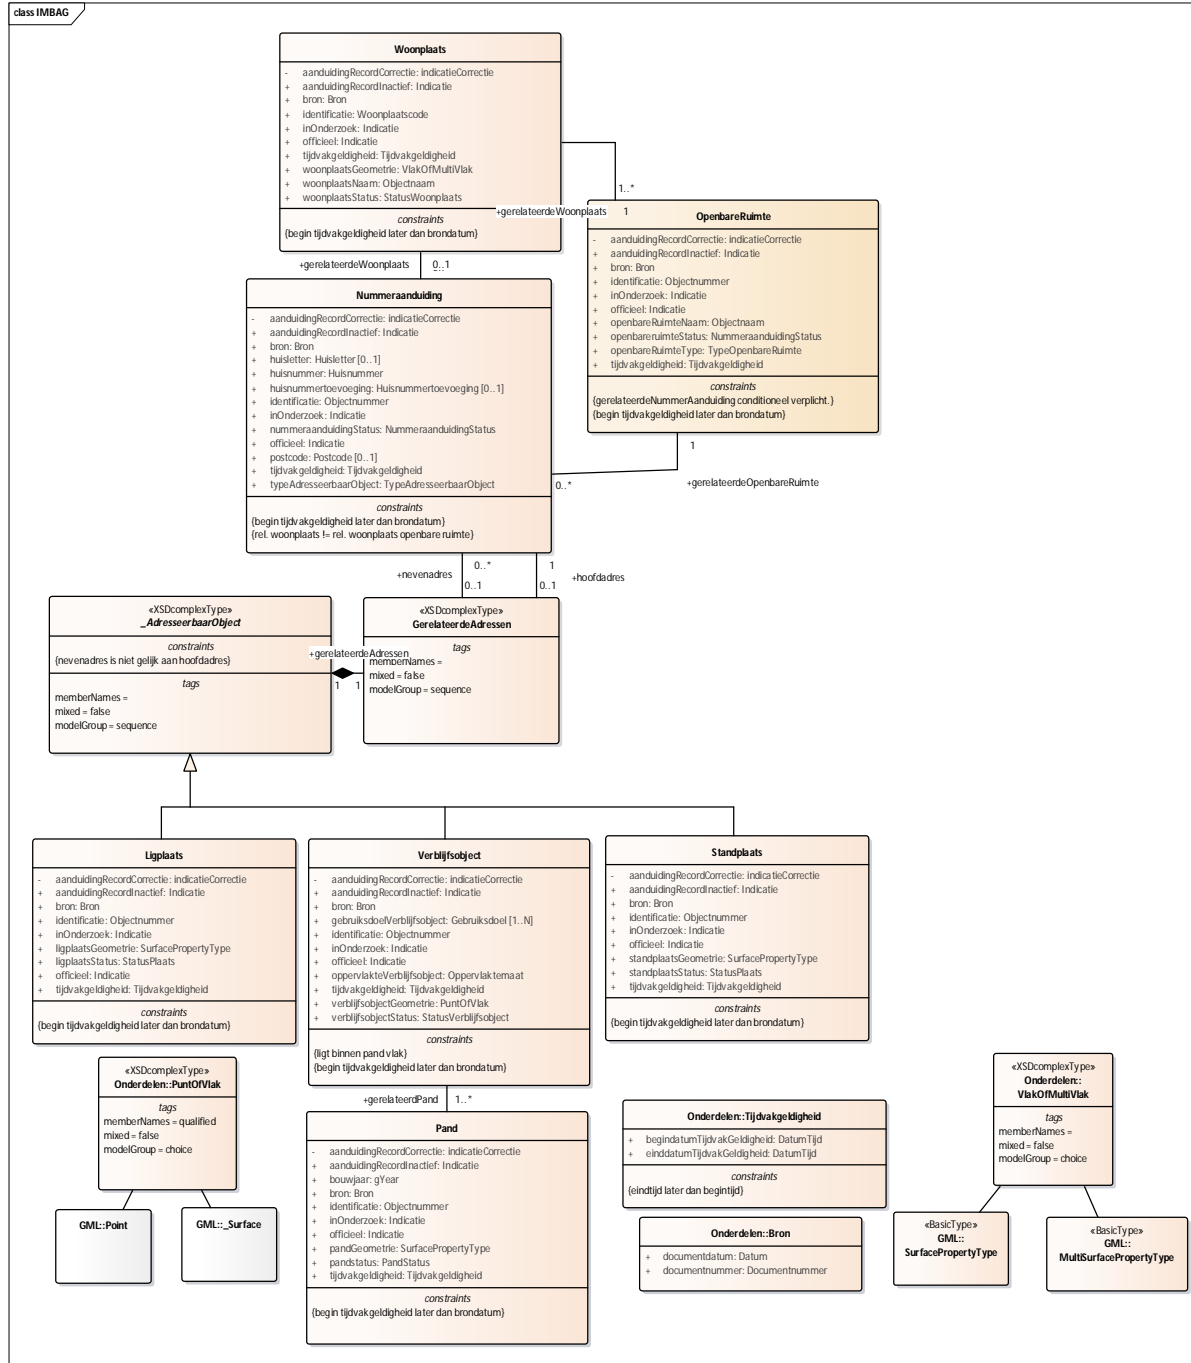 class IMBAG
Woonplaats
- aanduidingRecordCorrectie: indicatieCorrectie
+ aanduidingRecordInactief: Indicatie
+ bron: Bron
+ identificatie: Woonplaatscode
+ inOnderzoek: Indicatie
+ officieel: Indicatie
+ tijdvakgeldigheid: Tijdvakgeldigheid
+ woonplaatsGeometrie: VlakOfMultiVlak
+ woonplaatsNaam: Objectnaam
+ woonplaatsStatus: StatusWoonplaats
constraints
{begin tijdvakgeldigheid later dan brondatum}
1..*
+gerelateerdeWoonplaats
1
OpenbareRuimte
- aanduidingRecordCorrectie: indicatieCorrectie
+ aanduidingRecordInactief: Indicatie
+ bron: Bron
+ identificatie: Objectnummer
+ inOnderzoek: Indicatie
+ officieel: Indicatie
+ openbareRuimteNaam: Objectnaam
+ openbareruimteStatus: NummeraanduidingStatus
+ openbareRuimteType: TypeOpenbareRuimte
+ tijdvakgeldigheid: Tijdvakgeldigheid
constraints
{gerelateerdeNummerAanduiding conditioneel verplicht.}
{begin tijdvakgeldigheid later dan brondatum}
+gerelateerdeWoonplaats
0..1
Nummeraanduiding
- aanduidingRecordCorrectie: indicatieCorrectie
+ aanduidingRecordInactief: Indicatie
+ bron: Bron
+ huisletter: Huisletter [0..1]
+ huisnummer: Huisnummer
+ huisnummertoevoeging: Huisnummertoevoeging [0..1]
+ identificatie: Objectnummer
+ inOnderzoek: Indicatie
+ nummeraanduidingStatus: NummeraanduidingStatus
+ officieel: Indicatie
+ postcode: Postcode [0..1]
+ tijdvakgeldigheid: Tijdvakgeldigheid
+ typeAdresseerbaarObject: TypeAdresseerbaarObject
constraints
{begin tijdvakgeldigheid later dan brondatum}
{rel. woonplaats != rel. woonplaats openbare ruimte}
1
0..*
+gerelateerdeOpenbareRuimte
0..*
1
+nevenadres
+hoofdadres
0..1
0..1
«XSDcomplexType»
_AdresseerbaarObject
constraints
{nevenadres is niet gelijk aan hoofdadres}
tags
memberNames =
mixed = false
modelGroup = sequence
+gerelateerdeAdressen
1
1
«XSDcomplexType»
GerelateerdeAdressen
tags
memberNames =
mixed = false
modelGroup = sequence
Ligplaats
- aanduidingRecordCorrectie: indicatieCorrectie
+ aanduidingRecordInactief: Indicatie
+ bron: Bron
+ identificatie: Objectnummer
+ inOnderzoek: Indicatie
+ ligplaatsGeometrie: SurfacePropertyType
+ ligplaatsStatus: StatusPlaats
+ officieel: Indicatie
+ tijdvakgeldigheid: Tijdvakgeldigheid
constraints
{begin tijdvakgeldigheid later dan brondatum}
Verblijfsobject
- aanduidingRecordCorrectie: indicatieCorrectie
+ aanduidingRecordInactief: Indicatie
+ bron: Bron
+ gebruiksdoelVerblijfsobject: Gebruiksdoel [1..N]
+ identificatie: Objectnummer
+ inOnderzoek: Indicatie
+ officieel: Indicatie
+ oppervlakteVerblijfsobject: Oppervlaktemaat
+ tijdvakgeldigheid: Tijdvakgeldigheid
+ verblijfsobjectGeometrie: PuntOfVlak
+ verblijfsobjectStatus: StatusVerblijfsobject
constraints
{ligt binnen pand vlak}
{begin tijdvakgeldigheid later dan brondatum}
Standplaats
- aanduidingRecordCorrectie: indicatieCorrectie
+ aanduidingRecordInactief: Indicatie
+ bron: Bron
+ identificatie: Objectnummer
+ inOnderzoek: Indicatie
+ officieel: Indicatie
+ standplaatsGeometrie: SurfacePropertyType
+ standplaatsStatus: StatusPlaats
+ tijdvakgeldigheid: Tijdvakgeldigheid
constraints
{begin tijdvakgeldigheid later dan brondatum}
«XSDcomplexType»
Onderdelen::PuntOfVlak
tags
memberNames = qualified
mixed = false
modelGroup = choice
GML::Point
GML::_Surface
+gerelateerdPand
1..*
Pand
- aanduidingRecordCorrectie: indicatieCorrectie
+ aanduidingRecordInactief: Indicatie
+ bouwjaar: gYear
+ bron: Bron
+ identificatie: Objectnummer
+ inOnderzoek: Indicatie
+ officieel: Indicatie
+ pandGeometrie: SurfacePropertyType
+ pandstatus: PandStatus
+ tijdvakgeldigheid: Tijdvakgeldigheid
constraints
{begin tijdvakgeldigheid later dan brondatum}
Onderdelen::Tijdvakgeldigheid
+ begindatumTijdvakGeldigheid: DatumTijd
+ einddatumTijdvakGeldigheid: DatumTijd
constraints
{eindtijd later dan begintijd}
Onderdelen::Bron
+ documentdatum: Datum
+ documentnummer: Documentnummer
«XSDcomplexType»
Onderdelen::
VlakOfMultiVlak
tags
memberNames =
mixed = false
modelGroup = choice
«BasicType»
GML::
SurfacePropertyType
«BasicType»
GML::
MultiSurfacePropertyType